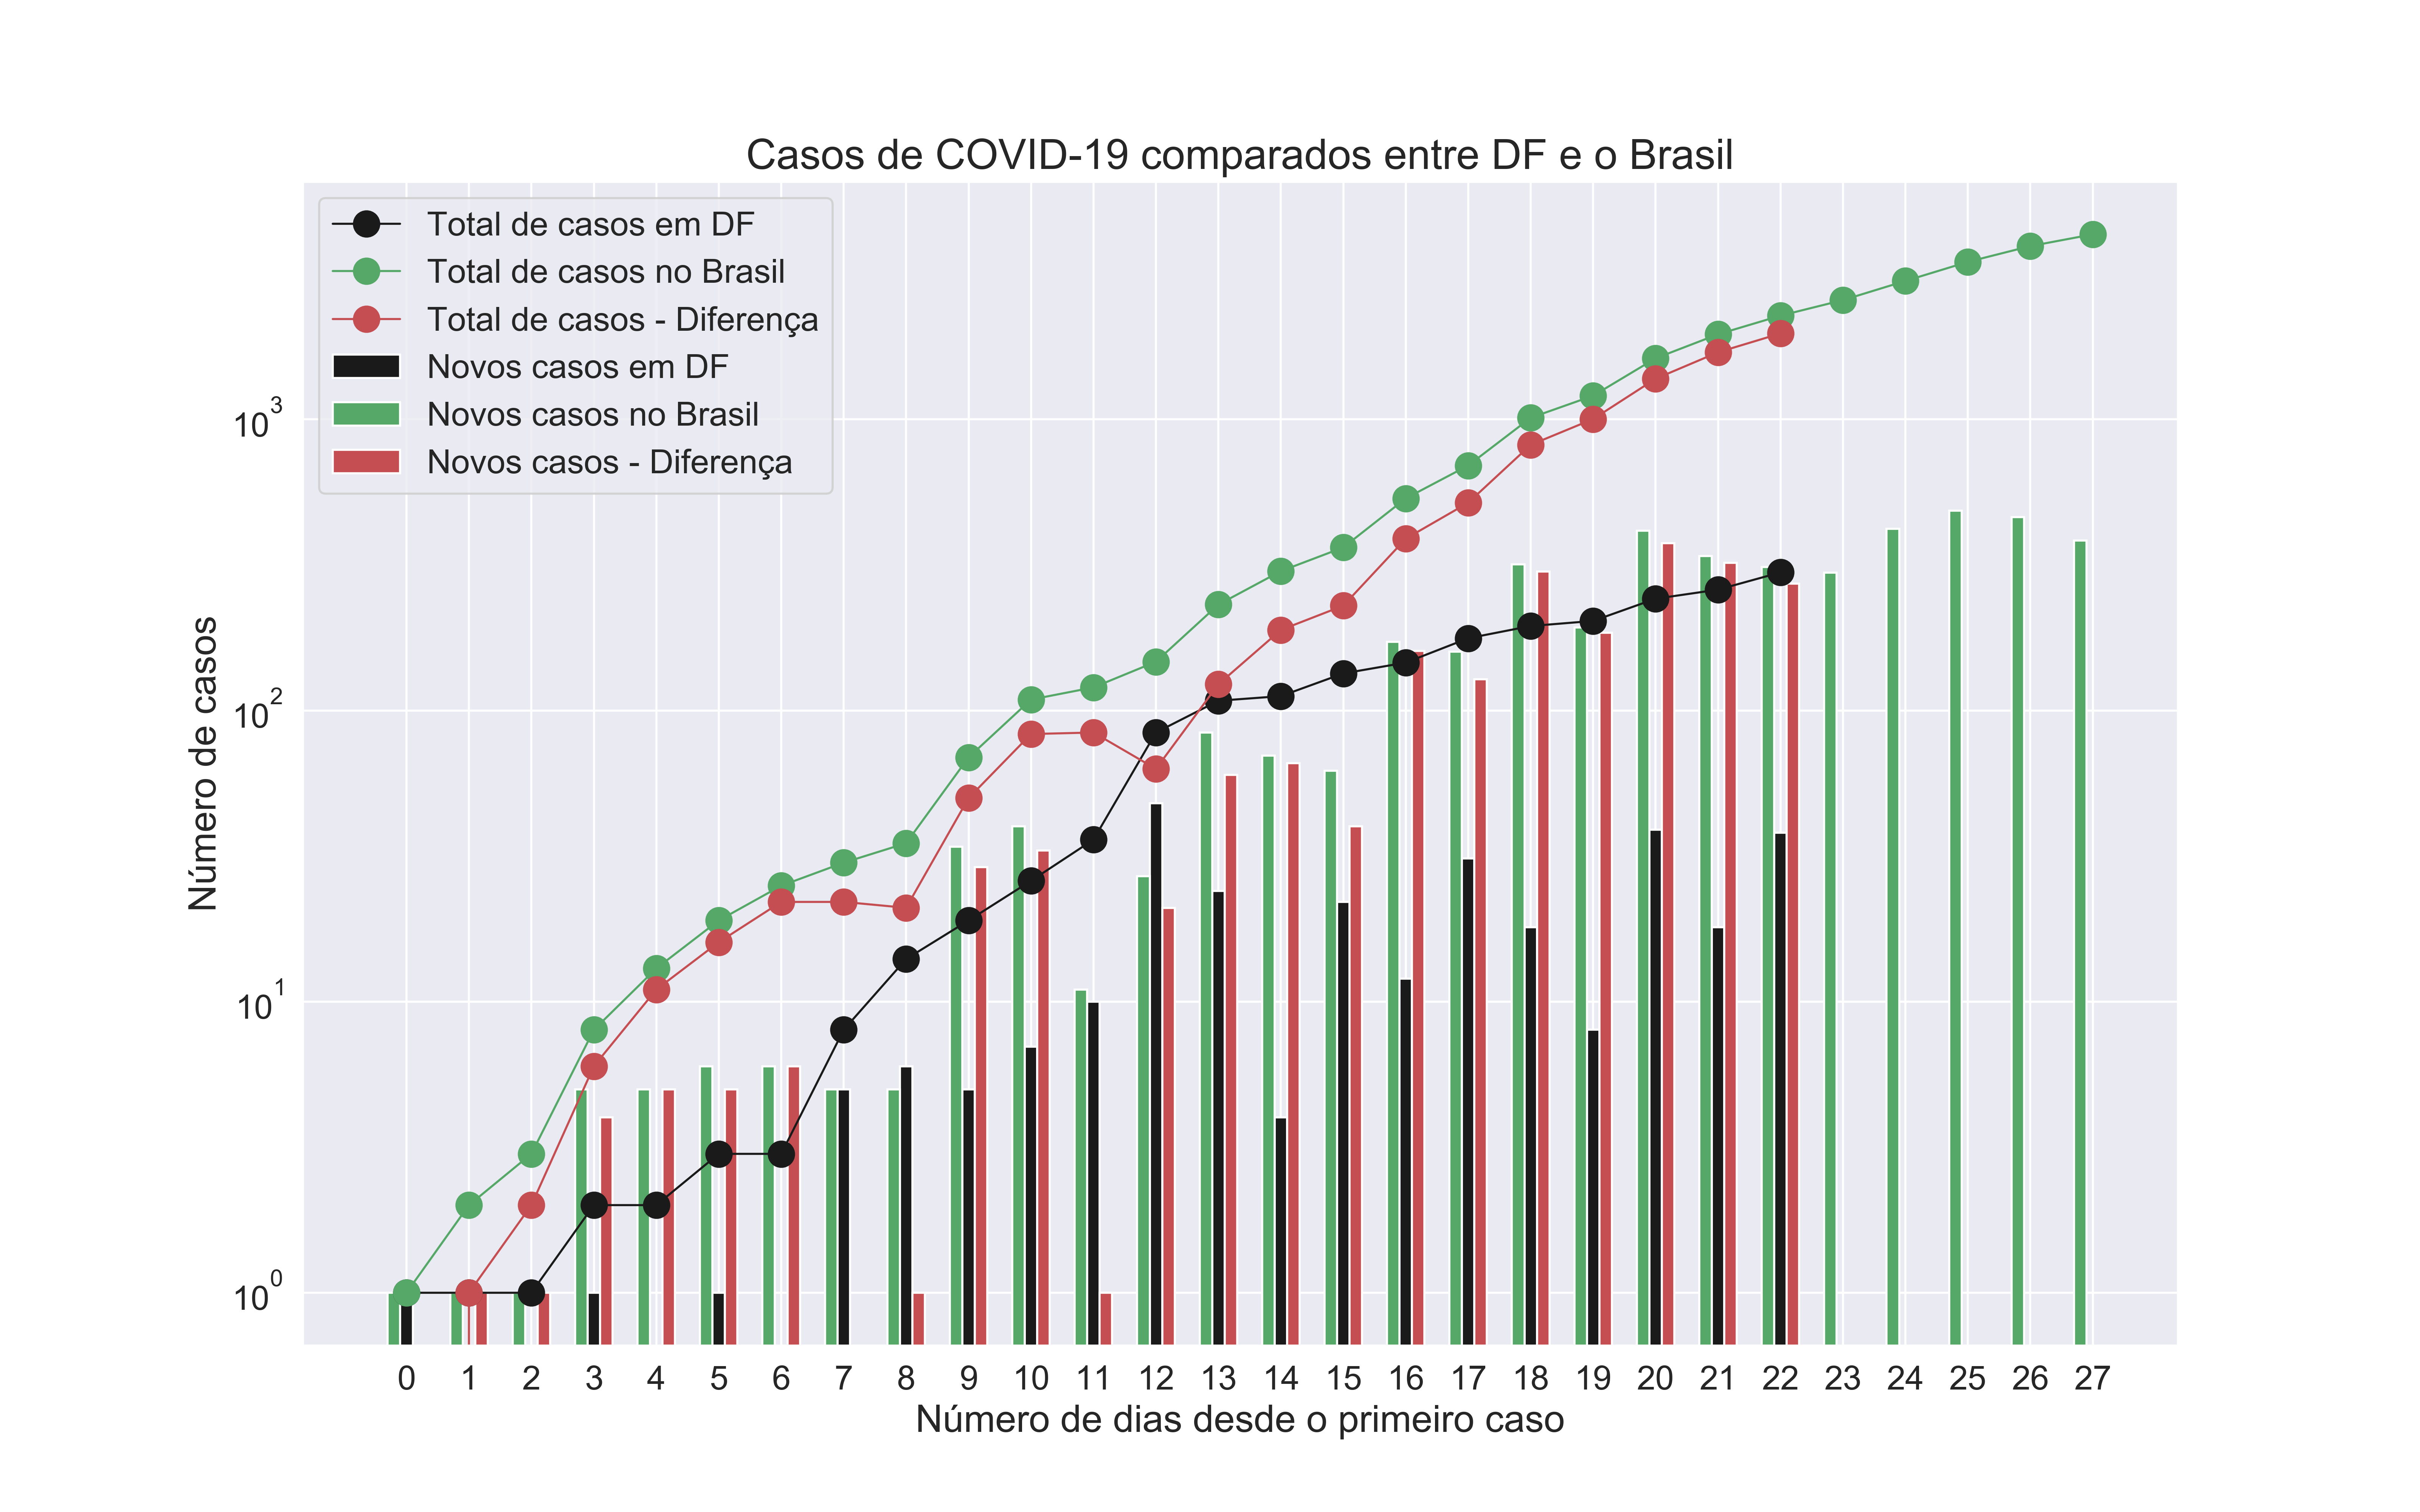 Casos de COVID-19 comparados entre DF e o Brasil
Total de casos em DF
Total de casos no Brasil
Total de casos - Diferença
Novos casos em DF
Novos casos no Brasil
Novos casos - Diferença
Número de casos
10³
10²
10¹
10⁰
0 1 2 3 4 5 6 7 8 9 10 11 12 13 14 15 16 17 18 19 20 21 22 23 24 25 26 27
Número de dias desde o primeiro caso